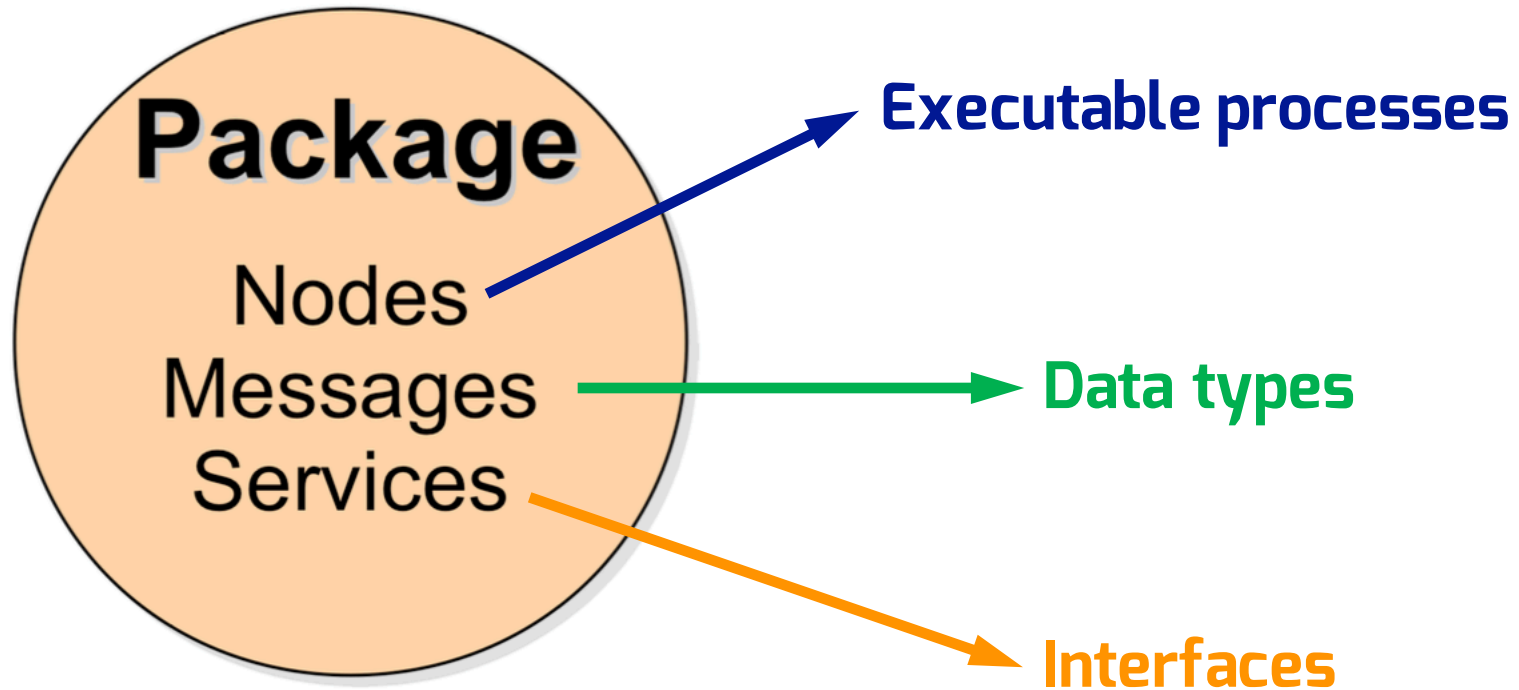 Package
Nodes
Messages
Services
Executable processes
Data types
Interfaces